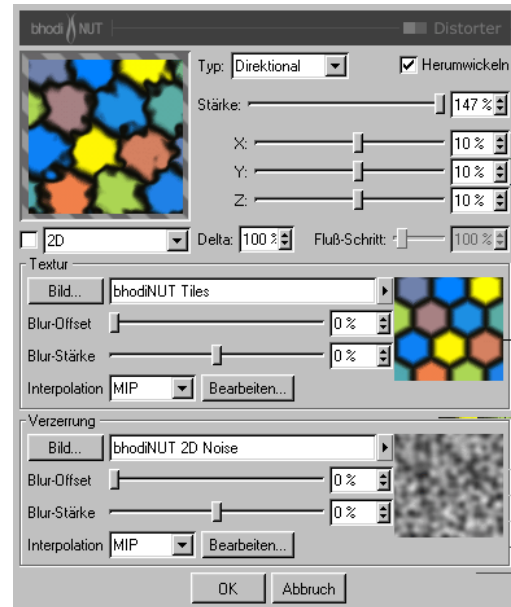 bhodi NUT Distorter
Typ: Direktional Herumwickeln
Stärke: 147 %
X: 10 %
Y: 10 %
Z: 10 %
2D Delta: 100 % Fluß-Schritt: 100 %
Textur
Bild... bhodiNUT Tiles
Blur-Offset 0 %
Blur-Stärke 0 %
Interpolation MIP Bearbeiten...
Verzerrung
Bild... bhodiNUT 2D Noise
Blur-Offset 0 %
Blur-Stärke 0 %
Interpolation MIP Bearbeiten...
OK Abbruch